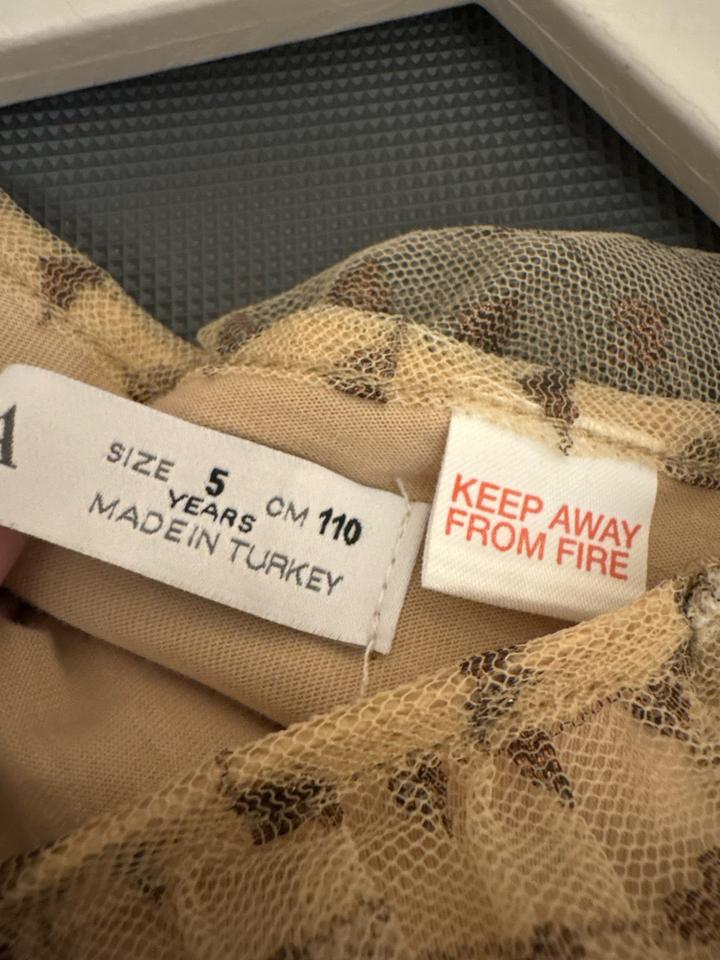 A
SIZE 5 CM 110
YEARS
MADE IN TURKEY
KEEP AWAY
FROM FIRE